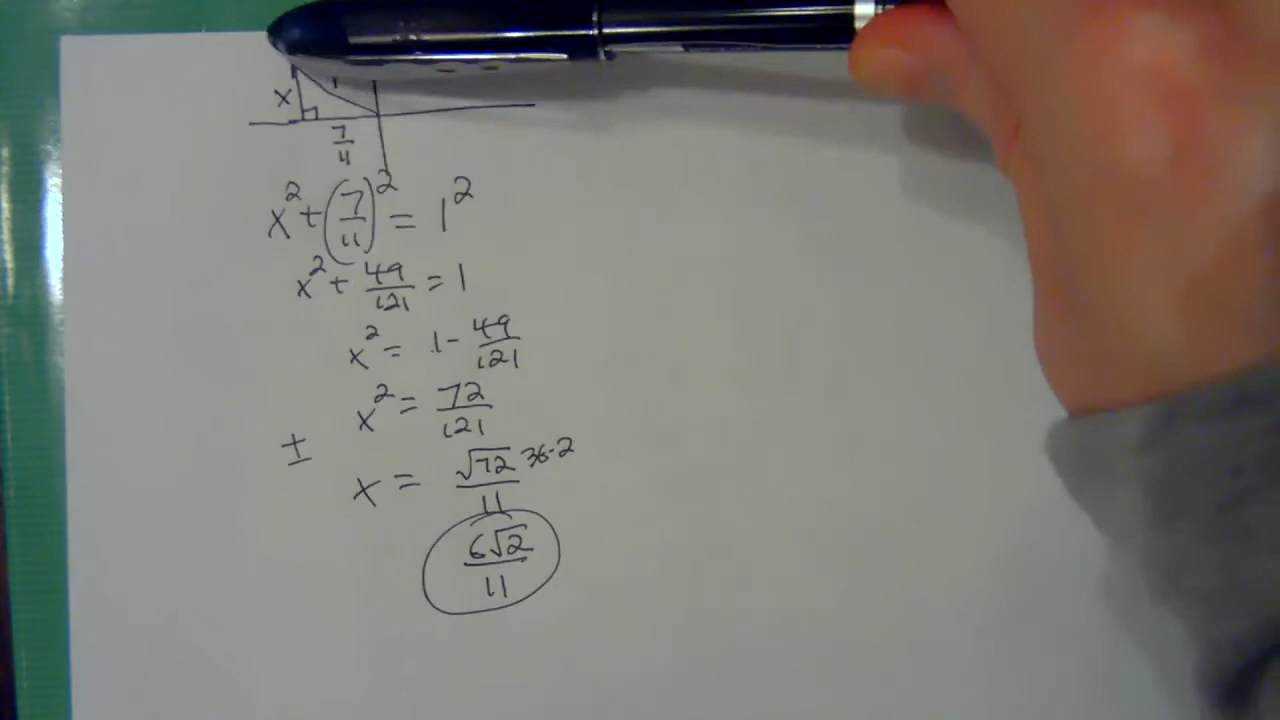 x
7/4
x² + (7/11)² = 1²
x² + 49/121 = 1
x² = 1 - 49/121
x² = 72/121
± x = √72/11 36·2
6√2/11